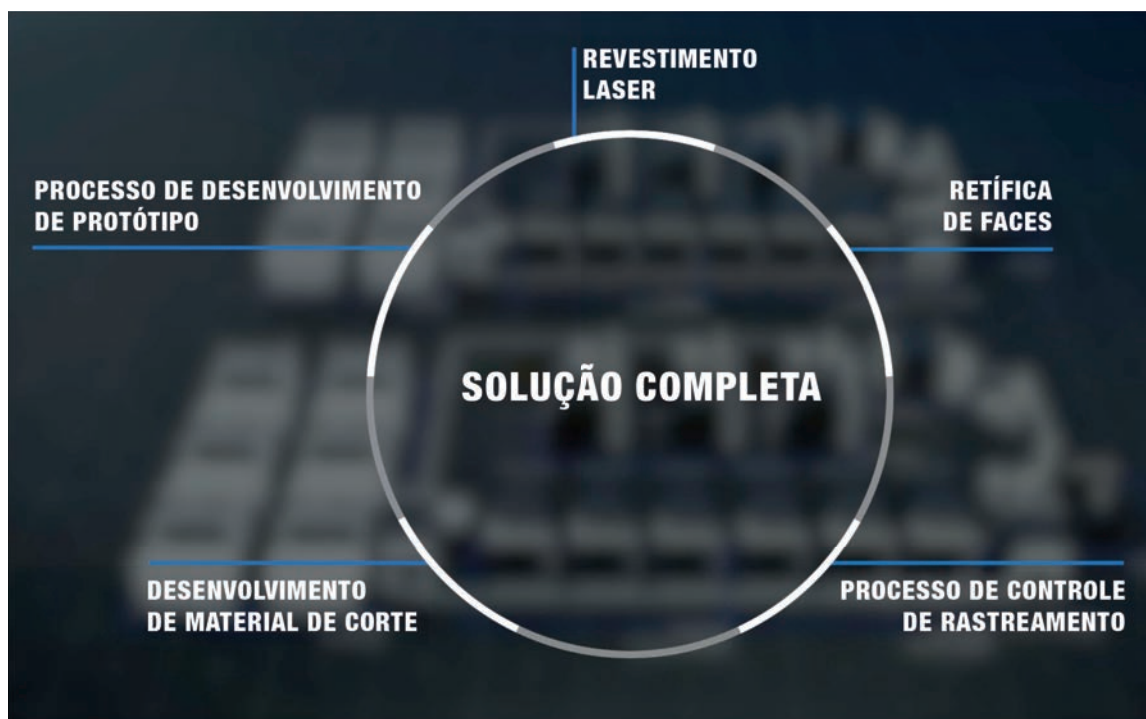 REVESTIMENTO
LASER
PROCESSO DE DESENVOLVIMENTO
DE PROTÓTIPO
RETÍFICA
DE FACES
SOLUÇÃO COMPLETA
DESENVOLVIMENTO
DE MATERIAL DE CORTE
PROCESSO DE CONTROLE
DE RASTREAMENTO